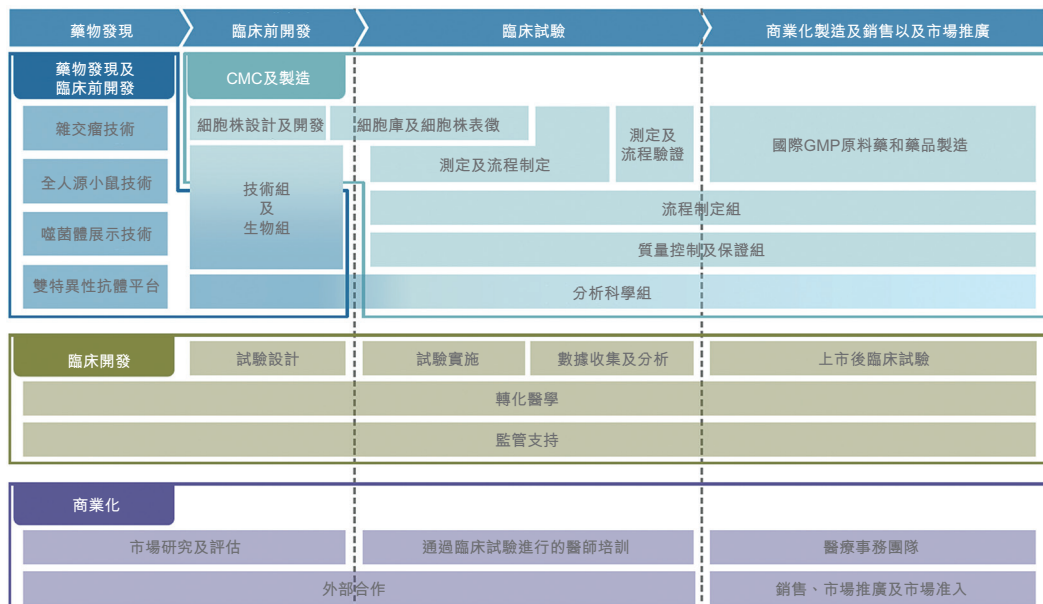 藥物發現
臨床前開發
臨床試驗
商業化製造及銷售以及市場推廣
藥物發現及
臨床前開發
CMC及製造
雜交瘤技術
全人源小鼠技術
噬菌體展示技術
雙特異性抗體平台
細胞株設計及開發
細胞庫及細胞株表徵
測定及流程制定
測定及
流程驗證
國際GMP原料藥和藥品製造
技術組
及
生物組
流程制定組
質量控制及保證組
分析科學組
臨床開發
試驗設計
試驗實施
數據收集及分析
上市後臨床試驗
轉化醫學
監管支持
商業化
市場研究及評估
通過臨床試驗進行的醫師培訓
醫療事務團隊
外部合作
銷售、市場推廣及市場准入